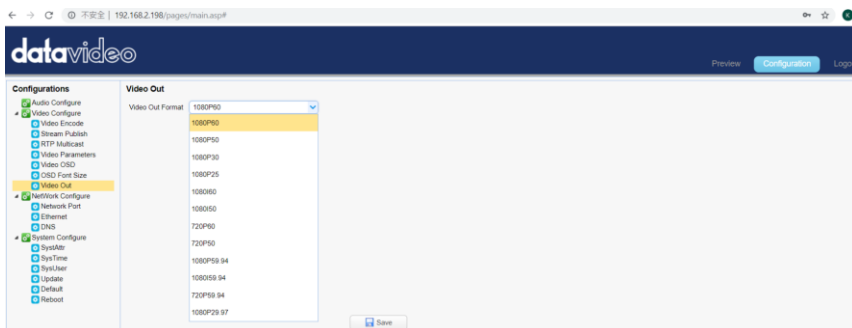 不安全 | 192.168.2.198/pages/main.asp#
K
datavideo
Preview
Configuration
Logo
Configurations
Audio Configure
Video Configure
Video Encode
Stream Publish
RTP Multicast
Video Parameters
Video OSD
OSD Font Size
Video Out
NetWork Configure
Network Port
Ethernet
DNS
System Configure
SystAttr
SysTime
SysUser
Update
Default
Reboot
Video Out
Video Out Format 1080P60
1080P60
1080P50
1080P30
1080P25
1080I60
1080I50
720P60
720P50
1080P59.94
1080I59.94
720P59.94
1080P29.97
Save